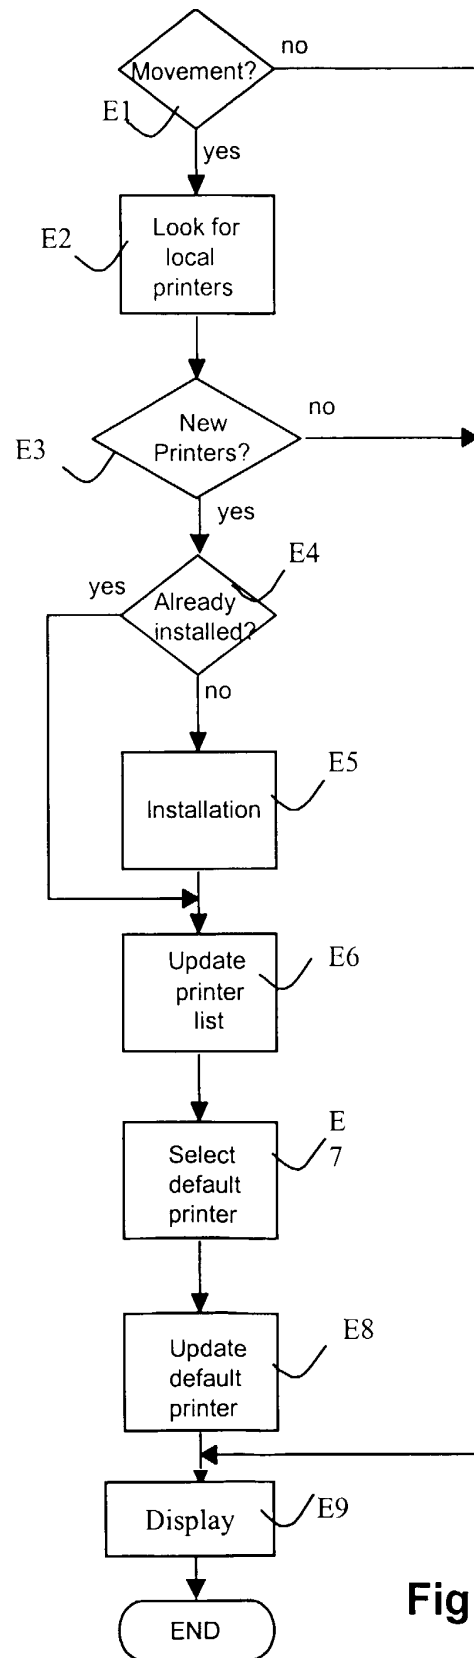 no
Movement?
E1
yes
E2
Look for
local
printers
no
New
Printers?
E3
yes
E4
yes
Already
installed?
no
E5
Installation
E6
Update
printer
list
E
7
Select
default
printer
E8
Update
default
printer
E9
Display
Fig
END